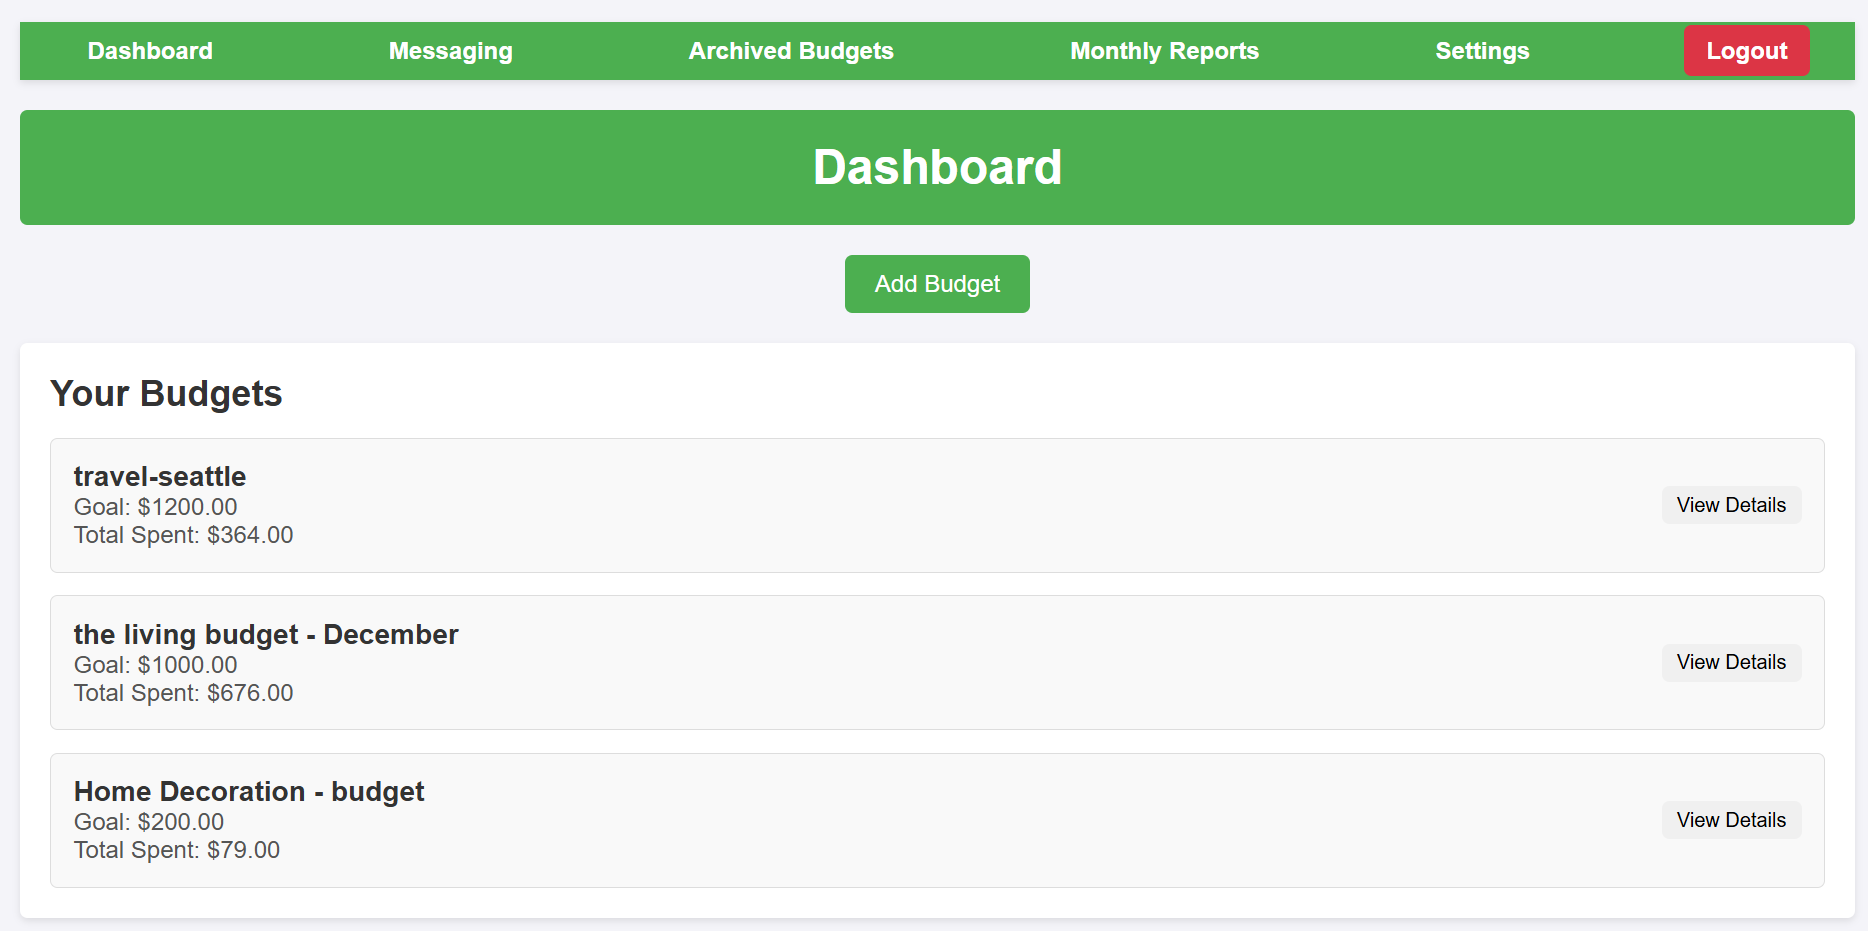 Dashboard Messaging Archived Budgets Monthly Reports Settings Logout
Dashboard
Add Budget
Your Budgets
travel-seattle
Goal: $1200.00
Total Spent: $364.00
View Details
the living budget - December
Goal: $1000.00
Total Spent: $676.00
View Details
Home Decoration - budget
Goal: $200.00
Total Spent: $79.00
View Details